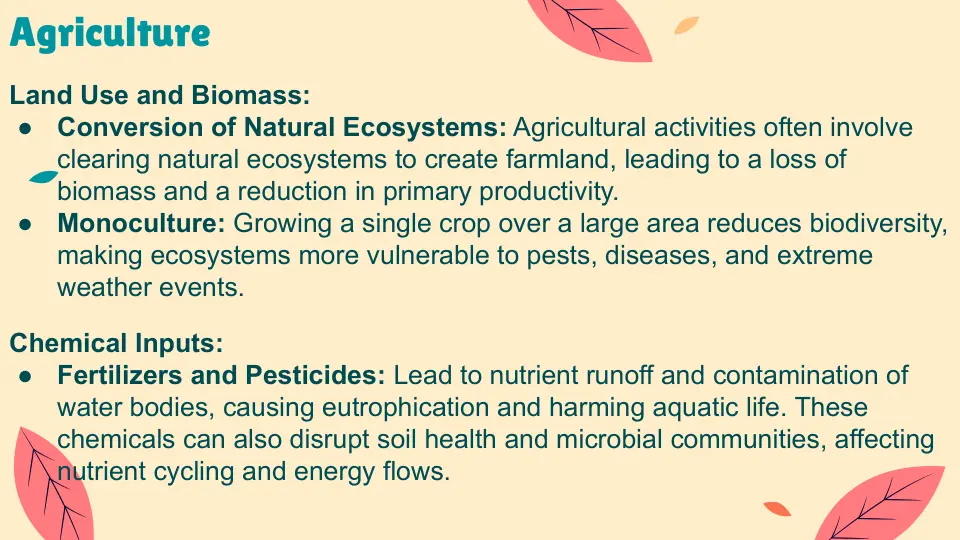 Agriculture
Land Use and Biomass:
● Conversion of Natural Ecosystems: Agricultural activities often involve
clearing natural ecosystems to create farmland, leading to a loss of
biomass and a reduction in primary productivity.
● Monoculture: Growing a single crop over a large area reduces biodiversity,
making ecosystems more vulnerable to pests, diseases, and extreme
weather events.
Chemical Inputs:
● Fertilizers and Pesticides: Lead to nutrient runoff and contamination of
water bodies, causing eutrophication and harming aquatic life. These
chemicals can also disrupt soil health and microbial communities, affecting
nutrient cycling and energy flows.